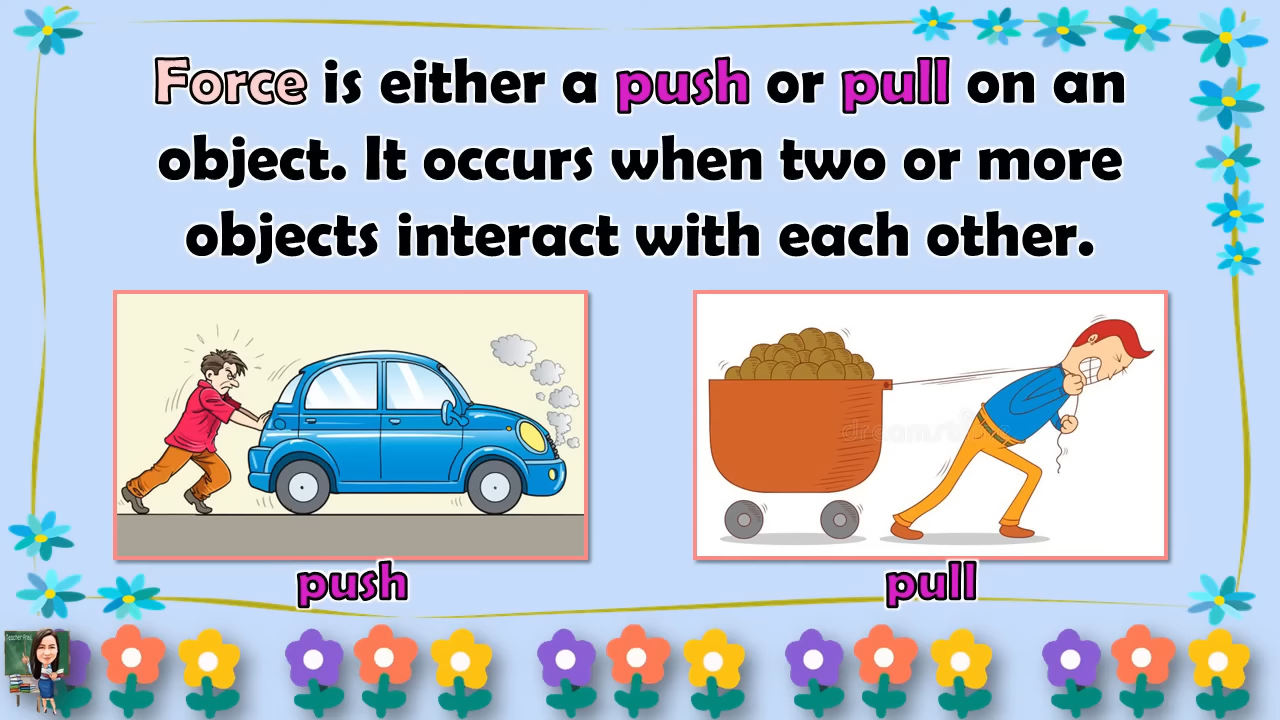 Force is either a push or pull on an
object. It occurs when two or more
objects interact with each other.
push
pull